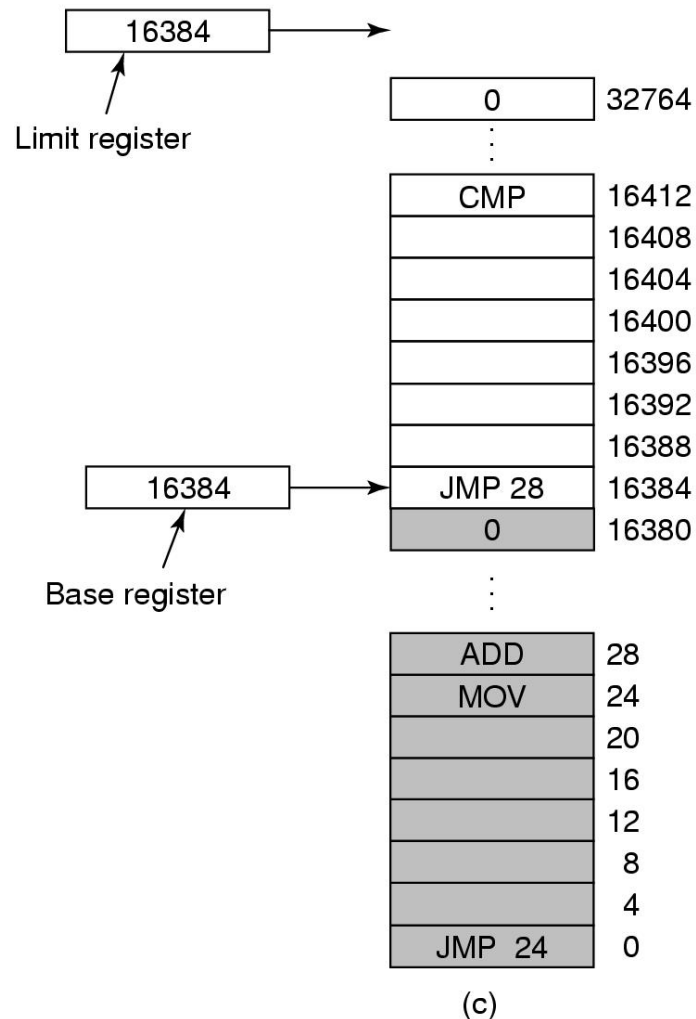 16384
Limit register
0 32764
CMP 16412
16408
16404
16400
16396
16392
16388
16384 JMP 28 16384
0 16380
Base register
ADD 28
MOV 24
20
16
12
8
4
JMP 24 0
(c)